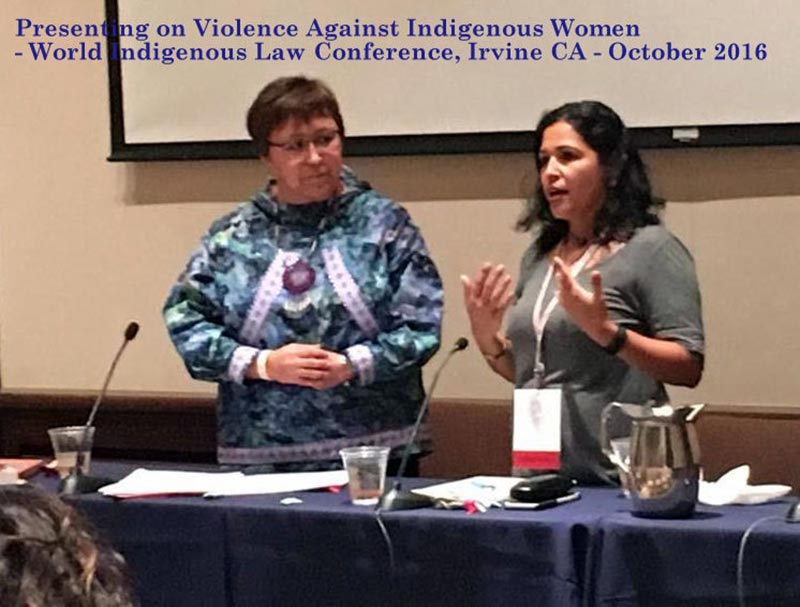 Presenting on Violence Against Indigenous Women
- World Indigenous Law Conference, Irvine CA - October 2016